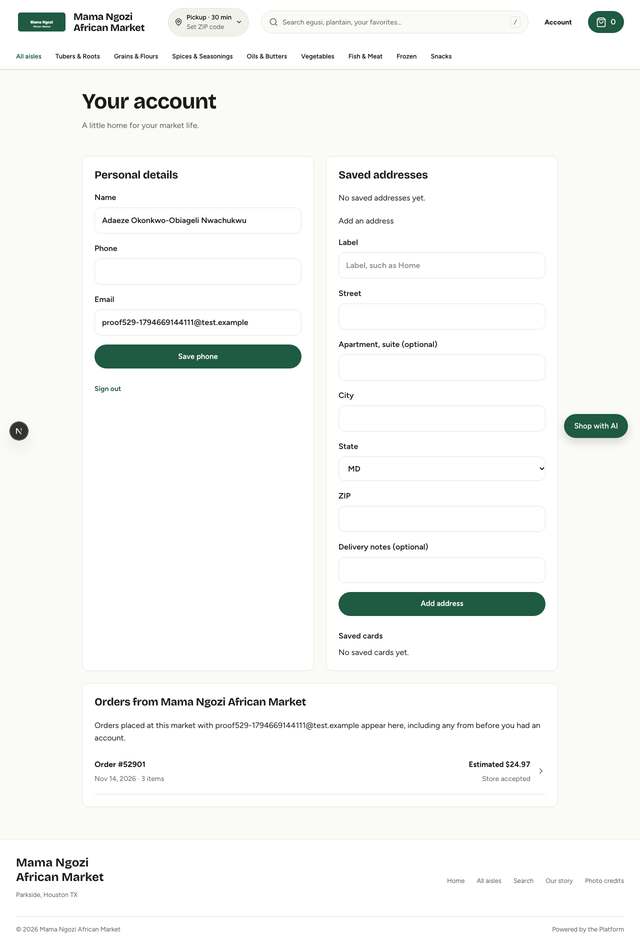 Mama Ngozi
African Market
Mama Ngozi
African Market
Pickup · 30 min
Set ZIP code
Search egusi, plantain, your favorites...
/
Account
0
All aisles
Tubers & Roots
Grains & Flours
Spices & Seasonings
Oils & Butters
Vegetables
Fish & Meat
Frozen
Snacks
Your account
A little home for your market life.
Personal details
Name
Adaeze Okonkwo-Obiageli Nwachukwu
Phone
Email
proof529-1794669144111@test.example
Save phone
Sign out
Saved addresses
No saved addresses yet.
Add an address
Label
Label, such as Home
Street
Apartment, suite (optional)
City
State
MD
ZIP
Delivery notes (optional)
Add address
Saved cards
No saved cards yet.
N
Shop with AI
Orders from Mama Ngozi African Market
Orders placed at this market with proof529-1794669144111@test.example appear here, including any from before you had an
account.
Order #52901
Estimated $24.97
Nov 14, 2026 · 3 items
Store accepted
Mama Ngozi
African Market
Parkside, Houston TX
Home
All aisles
Search
Our story
Photo credits
© 2026 Mama Ngozi African Market
Powered by the Platform